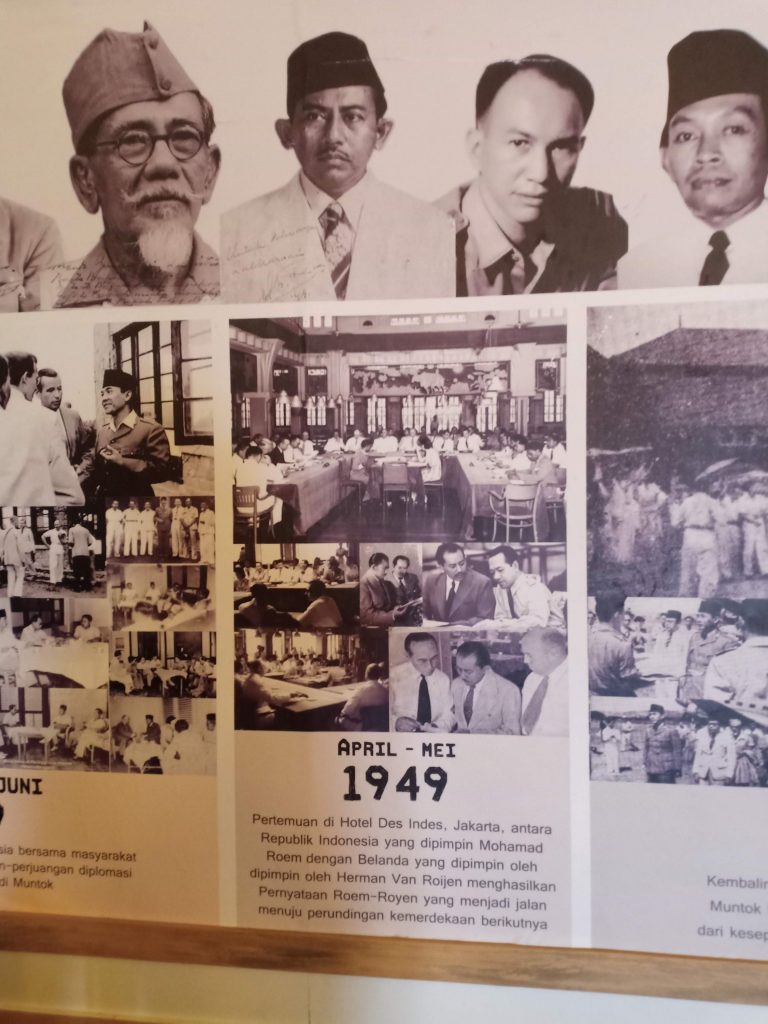 JUNI
sia bersama masyarakat
n-perjuangan diplomasi
di Muntok
APRIL - MEI
1949
Pertemuan di Hotel Des Indes, Jakarta, antara
Republik Indonesia yang dipimpin Mohamad
Roem dengan Belanda yang dipimpin oleh
dipimpin oleh Herman Van Roijen menghasilkan
Pernyataan Roem-Royen yang menjadi jalan
menuju perundingan kemerdekaan berikutnya
Kembalin
Muntok
dari kesep